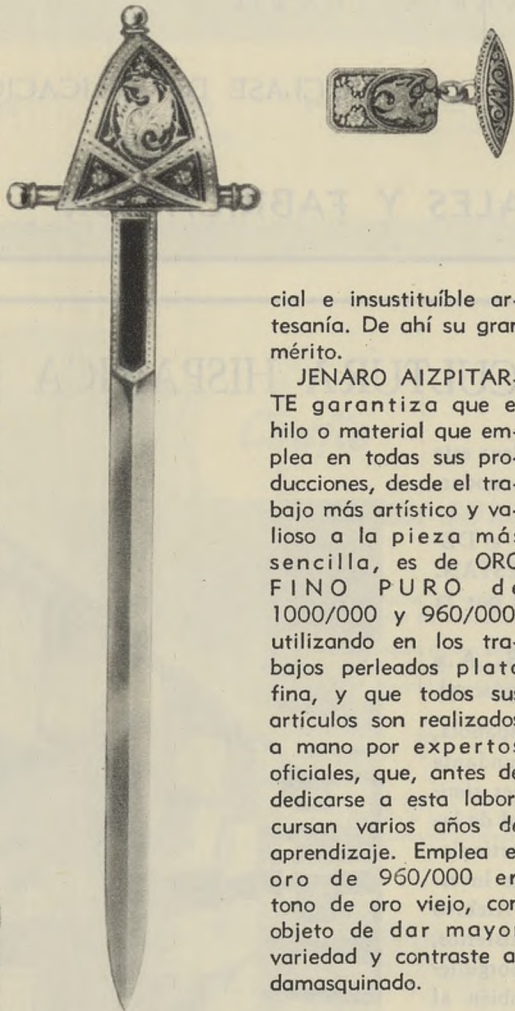 cial e insustituíble ar-
tesanía. De ahí su gran
mérito.
JENARO AIZPITAR-
TE garantiza que el
hilo o material que em-
plea en todas sus pro-
ducciones, desde el tra-
bajo más artístico y va-
lioso a la pieza más
sencilla, es de ORO
FINO PURO de
1000/000 y 960/000,
utilizando en los tra-
bajos perleados plata
fina, y que todos sus
artículos son realizados
a mano por expertos
oficiales, que, antes de
dedicarse a esta labor,
cursan varios años de
aprendizaje. Emplea el
oro de 960/000 en
tono de oro viejo, con
objeto de dar mayor
variedad y contraste al
damasquinado.